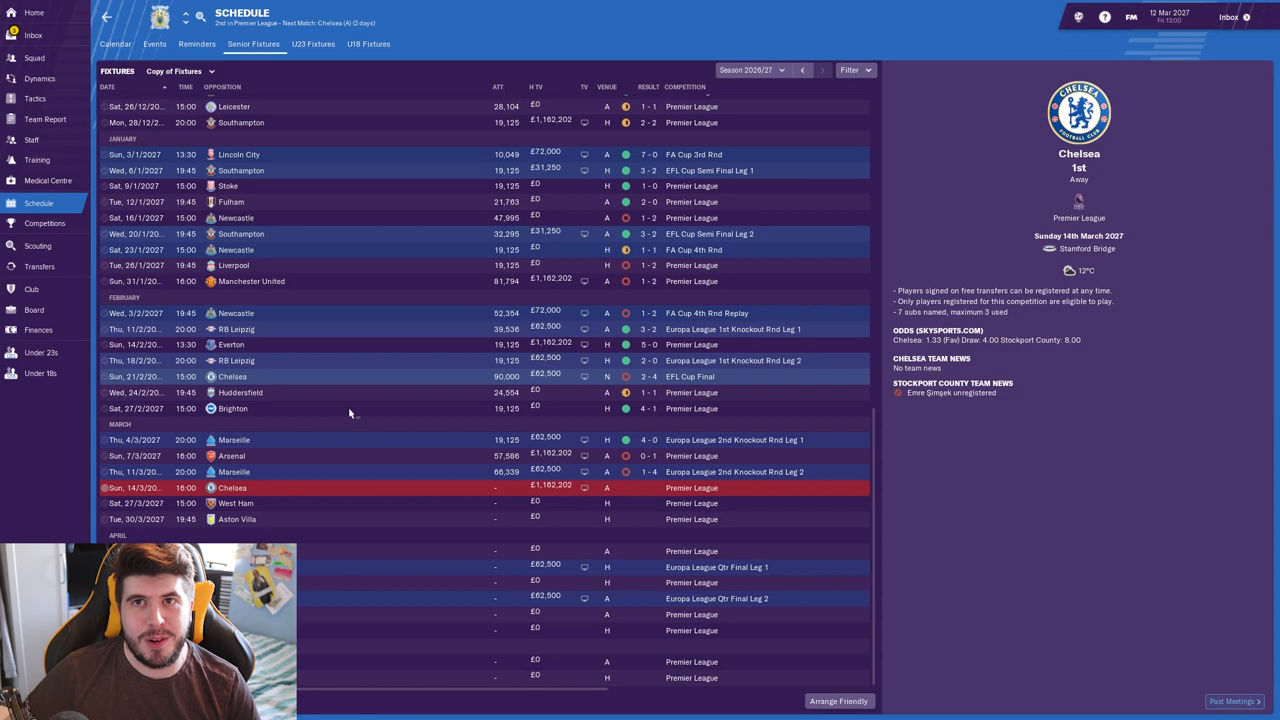 SCHEDULE
2nd in Premier League - Next Match: Chelsea (A) (2 days)
FM
12 Mar 2027
Fri 13:00
Inbox
Calendar Events Reminders Senior Fixtures U23 Fixtures U18 Fixtures
Home
2
Inbox
Squad
Dynamics
Tactics
Team Report
Staff
Training
Medical Centre
Schedule
Competitions
Scouting
Transfers
Club
Board
Finances
Under 23s
Under 18s
FIXTURES Copy of Fixtures Season 2026/27 Filter
DATE TIME OPPOSITION ATT H TV TV VENUE RESULT COMPETITION
Sat, 26/12/20... 15:00 Leicester 28,104 £0 A 1 - 1 Premier League
Mon, 28/12/2... 20:00 Southampton 19,125 £1,162,202 H 2 - 2 Premier League
JANUARY
Sun, 3/1/2027 13:30 Lincoln City 10,049 £72,000 A 7 - 0 FA Cup 3rd Rnd
Wed, 6/1/2027 19:45 Southampton 19,125 £31,250 H 3 - 2 EFL Cup Semi Final Leg 1
Sat, 9/1/2027 15:00 Stoke 19,125 £0 H 1 - 0 Premier League
Tue, 12/1/2027 19:45 Fulham 21,763 £0 A 2 - 0 Premier League
Sat, 16/1/2027 15:00 Newcastle 47,995 £0 A 1 - 2 Premier League
Wed, 20/1/2027 19:45 Southampton 32,295 £31,250 A 3 - 2 EFL Cup Semi Final Leg 2
Sat, 23/1/2027 15:00 Newcastle 19,125 £0 H 1 - 1 FA Cup 4th Rnd
Tue, 26/1/2027 19:45 Liverpool 19,125 £0 H 1 - 2 Premier League
Sun, 31/1/2027 16:00 Manchester United 81,794 £1,162,202 A 1 - 2 Premier League
FEBRUARY
Wed, 3/2/2027 19:45 Newcastle 52,354 £72,000 A 1 - 2 FA Cup 4th Rnd Replay
Thu, 11/2/20... 20:00 RB Leipzig 39,536 £62,500 A 3 - 2 Europa League 1st Knockout Rnd Leg 1
Sun, 14/2/20... 13:30 Everton 19,125 £1,162,202 H 5 - 0 Premier League
Thu, 18/2/20... 20:00 RB Leipzig 19,125 £62,500 H 2 - 0 Europa League 1st Knockout Rnd Leg 2
Sun, 21/2/20... 15:00 Chelsea 90,000 £62,500 N 2 - 4 EFL Cup Final
Wed, 24/2/20... 19:45 Huddersfield 24,554 £0 A 1 - 1 Premier League
Sat, 27/2/2027 15:00 Brighton 19,125 £0 H 4 - 1 Premier League
MARCH
Thu, 4/3/2027 20:00 Marseille 19,125 £62,500 H 4 - 0 Europa League 2nd Knockout Rnd Leg 1
Sun, 7/3/2027 16:00 Arsenal 57,586 £1,162,202 A 0 - 1 Premier League
Thu, 11/3/20... 20:00 Marseille 66,339 £62,500 A 1 - 4 Europa League 2nd Knockout Rnd Leg 2
Sun, 14/3/20... 16:00 Chelsea - £1,162,202 A Premier League
Sat, 27/3/2027 15:00 West Ham - £0 H Premier League
Tue, 30/3/2027 19:45 Aston Villa - £0 H Premier League
APRIL
- £0 A Premier League
- £62,500 H Europa League Qtr Final Leg 1
- £0 H Premier League
- £62,500 A Europa League Qtr Final Leg 2
- £0 A Premier League
- £0 H Premier League
- £0 A Premier League
- £0 H Premier League
Arrange Friendly
CHELSEA
FOOTBALL CLUB
Chelsea
1st
Away
Premier League
Sunday 14th March 2027
Stamford Bridge
12°C
- Players signed on free transfers can be registered at any time.
- Only players registered for this competition are eligible to play.
- 7 subs named, maximum 3 used
ODDS (SKYSPORTS.COM)
Chelsea: 1.33 (Fav) Draw: 4.00 Stockport County: 8.00
CHELSEA TEAM NEWS
No team news
STOCKPORT COUNTY TEAM NEWS
Emre Şimşek unregistered
Past Meetings